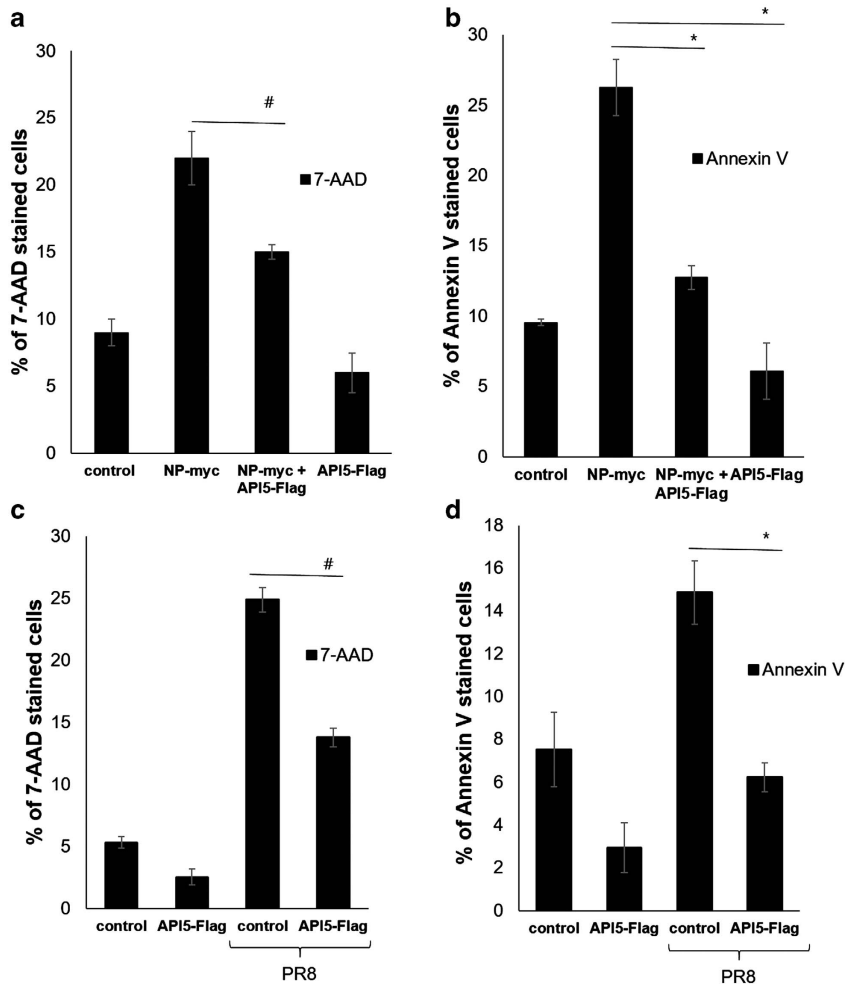 a
% of 7-AAD stained cells
30
25
20
15
10
5
0
#
7-AAD
control NP-myc NP-myc + API5-Flag
API5-Flag
b
% of Annexin V stained cells
30
25
20
15
10
5
0
*
*
Annexin V
control NP-myc NP-myc + API5-Flag
API5-Flag
c
% of 7-AAD stained cells
30
25
20
15
10
5
0
#
7-AAD
control API5-Flag control API5-Flag
PR8
d
% of Annexin V stained cells
18
16
14
12
10
8
6
4
2
0
*
Annexin V
control API5-Flag control API5-Flag
PR8